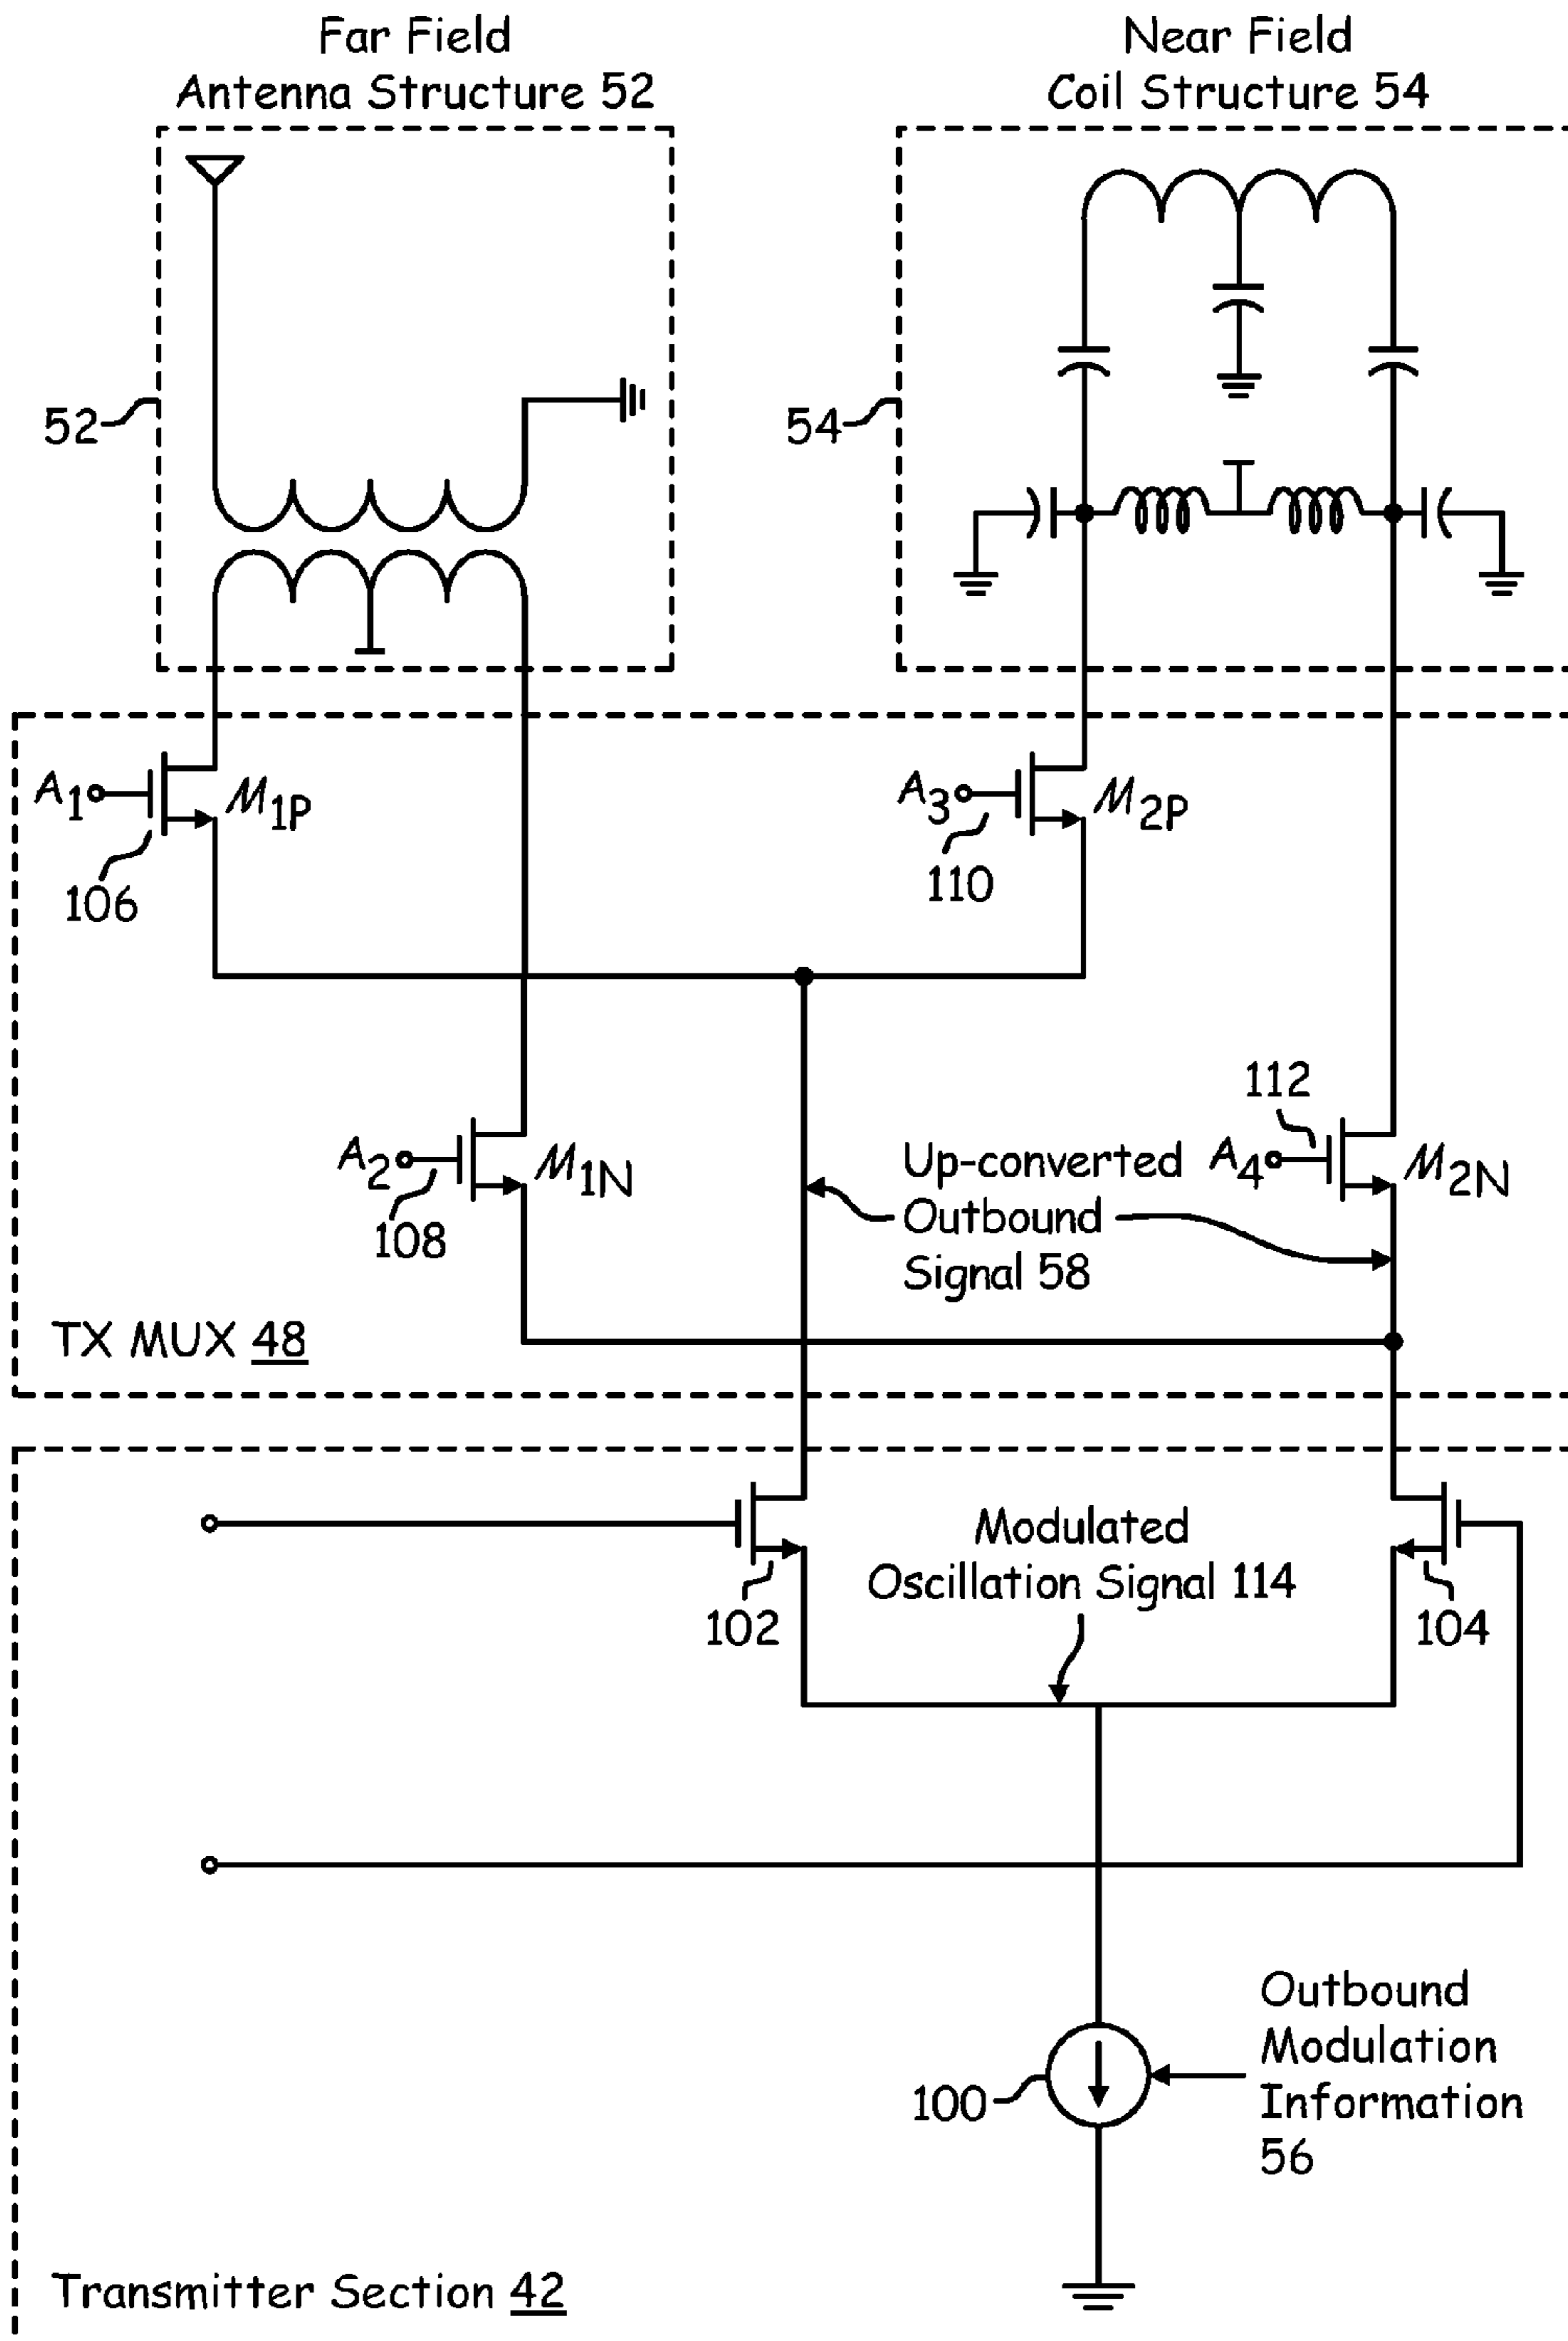 Far Field
Antenna Structure 52
Near Field
Coil Structure 54
52
54
A1
M1P
106
A3
M2P
110
112
A2
M1N
108
Up-converted
Outbound
Signal 58
A4
M2N
TX MUX 48
Modulated
Oscillation Signal 114
102
104
Outbound
Modulation
Information
56
100
Transmitter Section 42